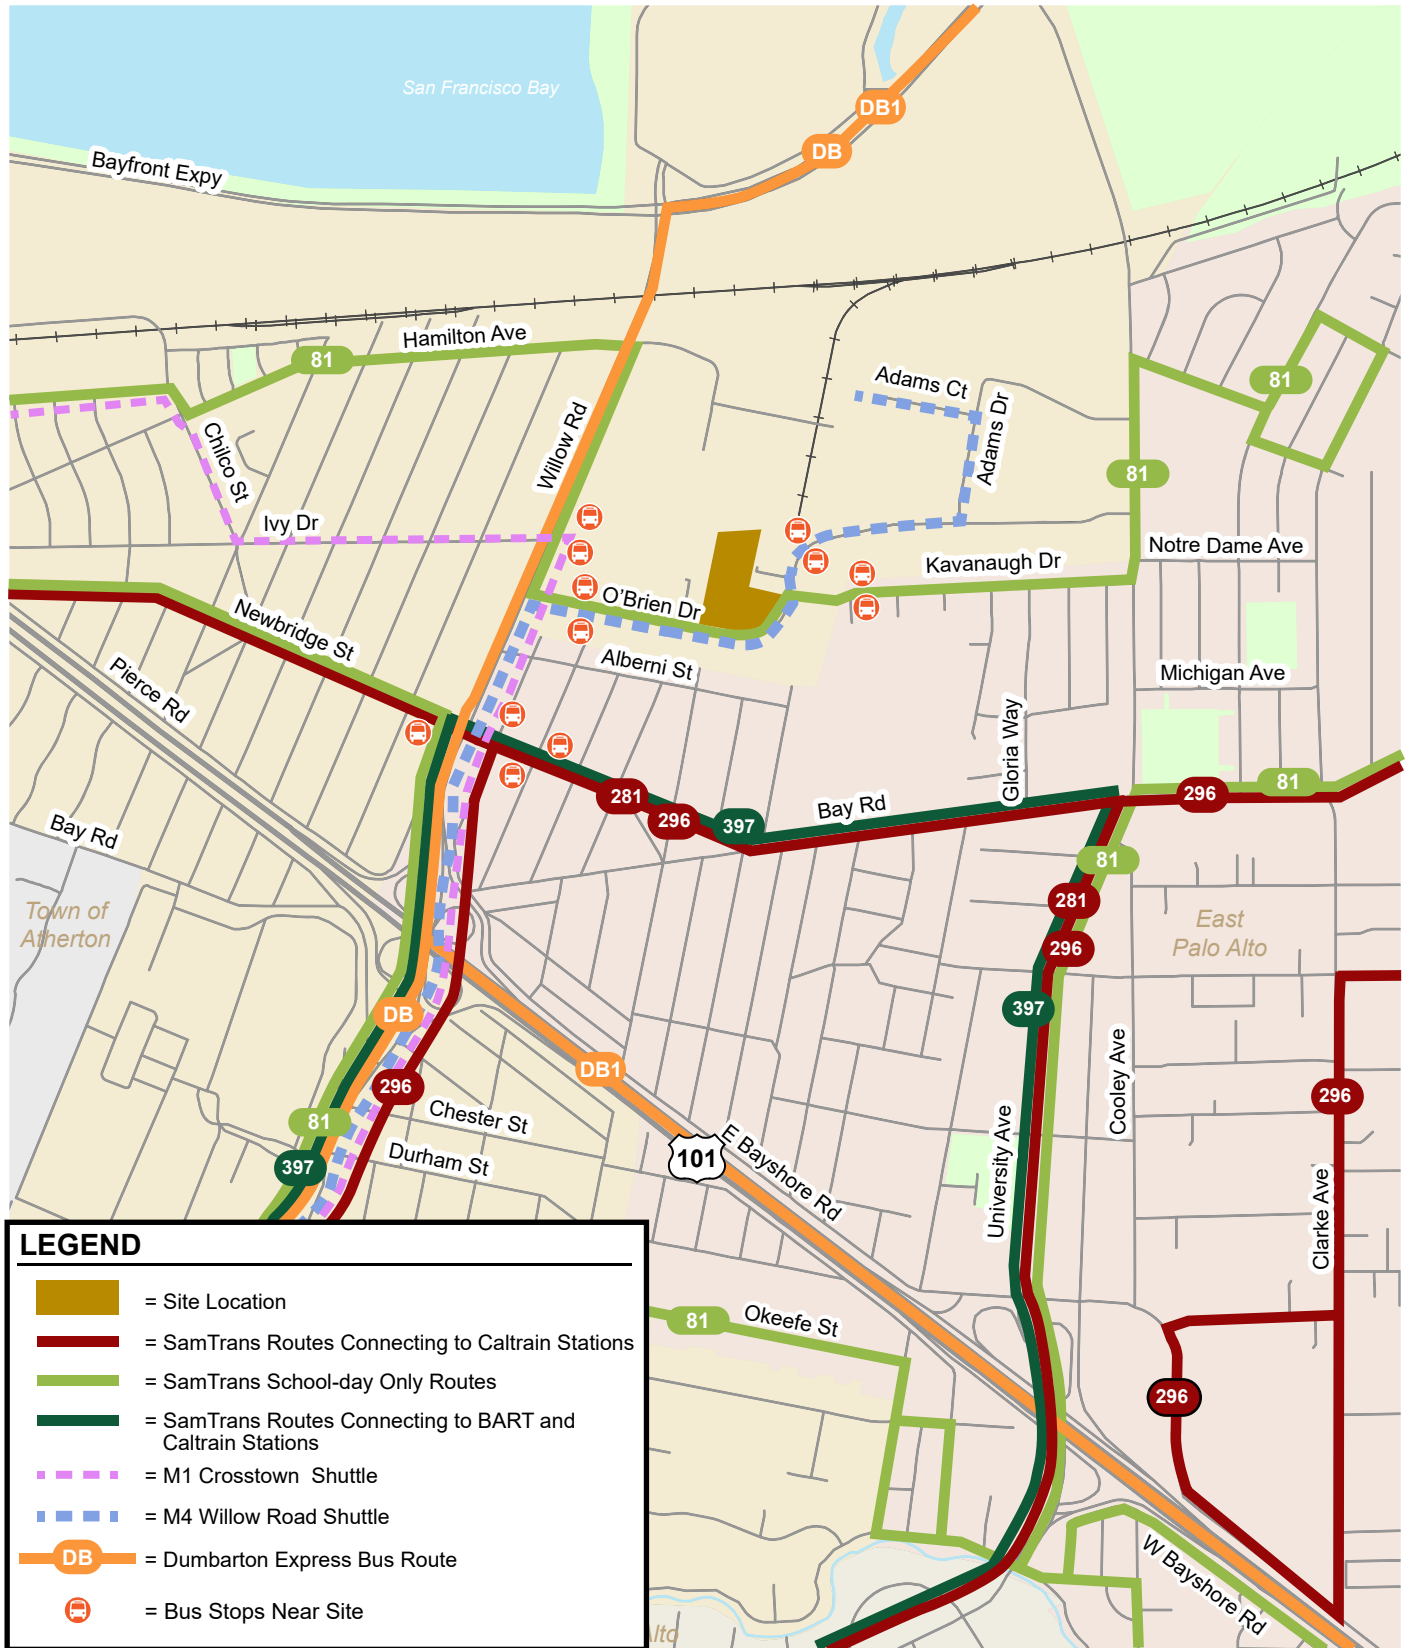 San Francisco Bay
DB1
DB
Bayfront Expy
Hamilton Ave
81
Adams Ct
81
Willow Rd
Adams Dr
Chilco St
81
Ivy Dr
Notre Dame Ave
Kavanaugh Dr
O'Brien Dr
Newbridge St
Alberni St
Pierce Rd
Michigan Ave
Gloria Way
281
296
397
Bay Rd
296
81
Bay Rd
81
281
296
Town of
Atherton
East
Palo Alto
397
DB
DB1
296
Chester St
81
Durham St
397
101
E Bayshore Rd
University Ave
Cooley Ave
296
Clarke Ave
81
Okeefe St
296
W Bayshore Rd
LEGEND
= Site Location
= SamTrans Routes Connecting to Caltrain Stations
= SamTrans School-day Only Routes
= SamTrans Routes Connecting to BART and
Caltrain Stations
= M1 Crosstown Shuttle
= M4 Willow Road Shuttle
DB = Dumbarton Express Bus Route
= Bus Stops Near Site